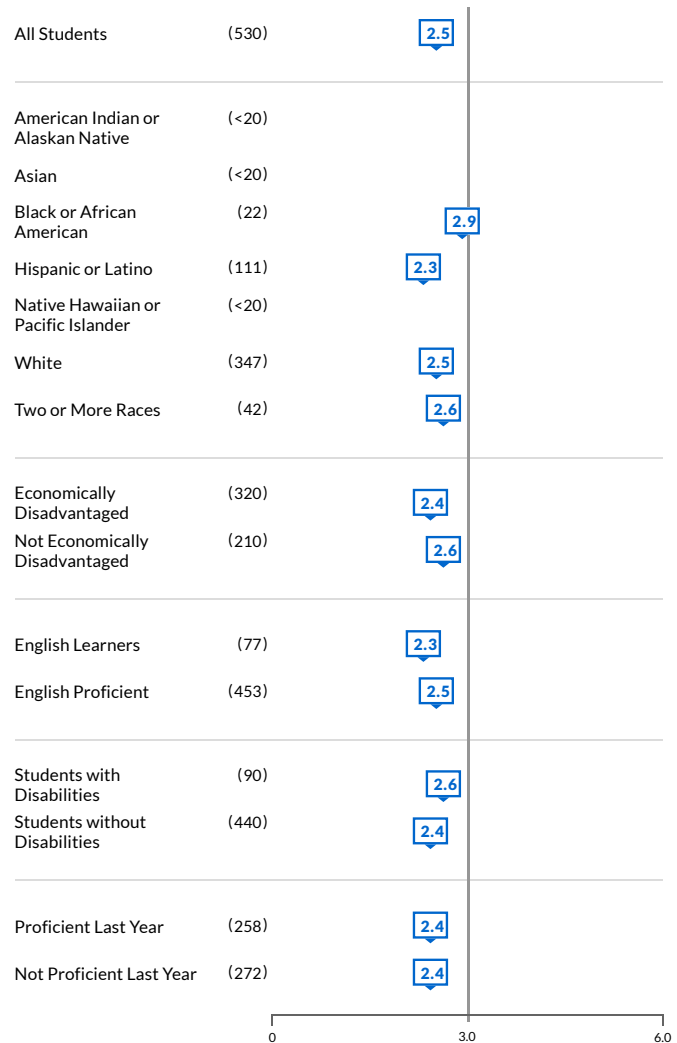 All Students (530) 2.5
American Indian or (<20)
Alaskan Native
Asian (<20)
Black or African (22) 2.9
American
Hispanic or Latino (111) 2.3
Native Hawaiian or (<20)
Pacific Islander
White (347) 2.5
Two or More Races (42) 2.6
Economically (320) 2.4
Disadvantaged
Not Economically (210) 2.6
Disadvantaged
English Learners (77) 2.3
English Proficient (453) 2.5
Students with (90) 2.6
Disabilities
Students without (440) 2.4
Disabilities
Proficient Last Year (258) 2.4
Not Proficient Last Year (272) 2.4
0 3.0 6.0